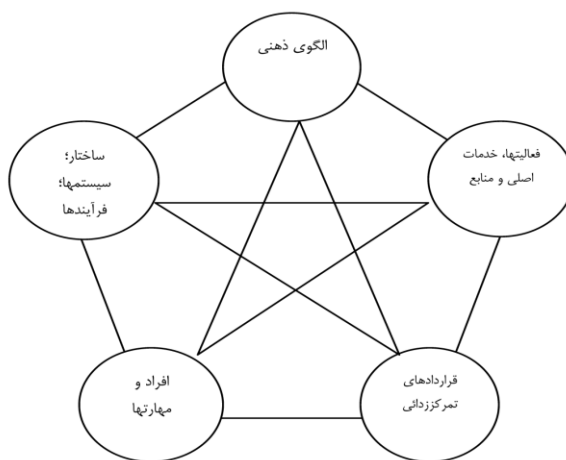 الگوی ذهنی
فعالیتها، خدمات
اصلی و منابع
ساختار؛
سیستمها؛
فرآیندها
افراد و
مهارتها
قراردادهای
تمرکززدائی